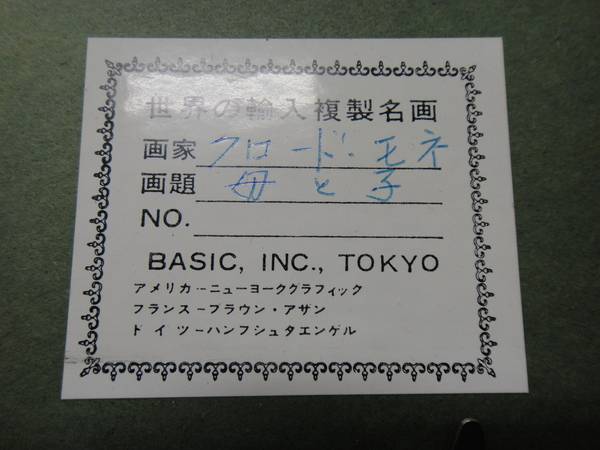 世界の輸入複製名画
画家 クロード・モネ
画題 母と子
NO.
BASIC, INC., TOKYO
アメリカーニューヨークグラフィック
フランスーブラウン・アザン
ドイツーハンフシュタエンゲル